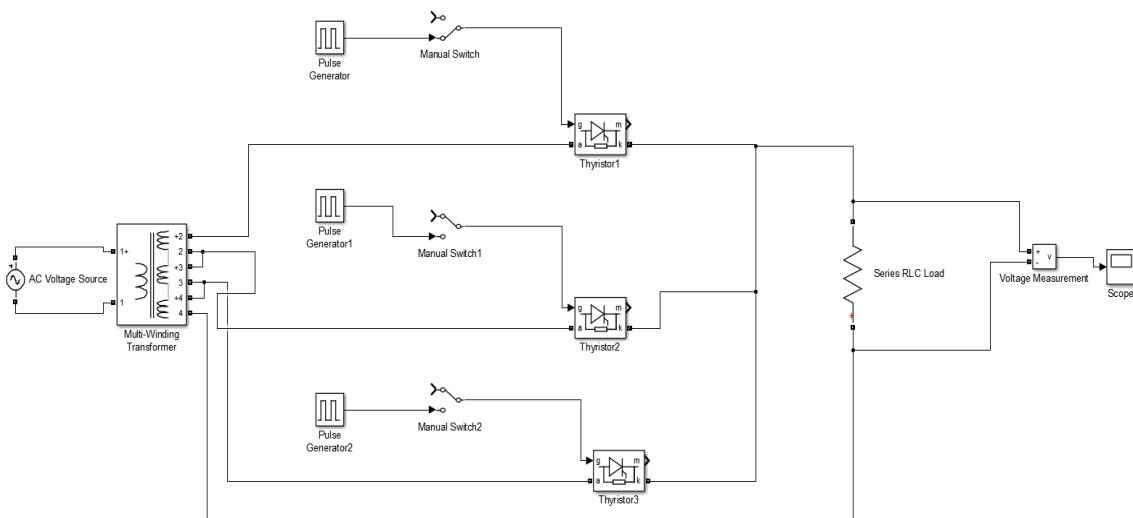 Pulse
Generator
Manual Switch
g
m
a
k
Thyristor1
Pulse
Generator1
Manual Switch1
+
AC Voltage Source
1+
1
+2
2
+3
3
+4
4
Multi-Winding
Transformer
g
m
a
k
Thyristor2
Series RLC Load
+
+
-
v
Voltage Measurement
Scope
Pulse
Generator2
Manual Switch2
g
m
a
k
Thyristor3